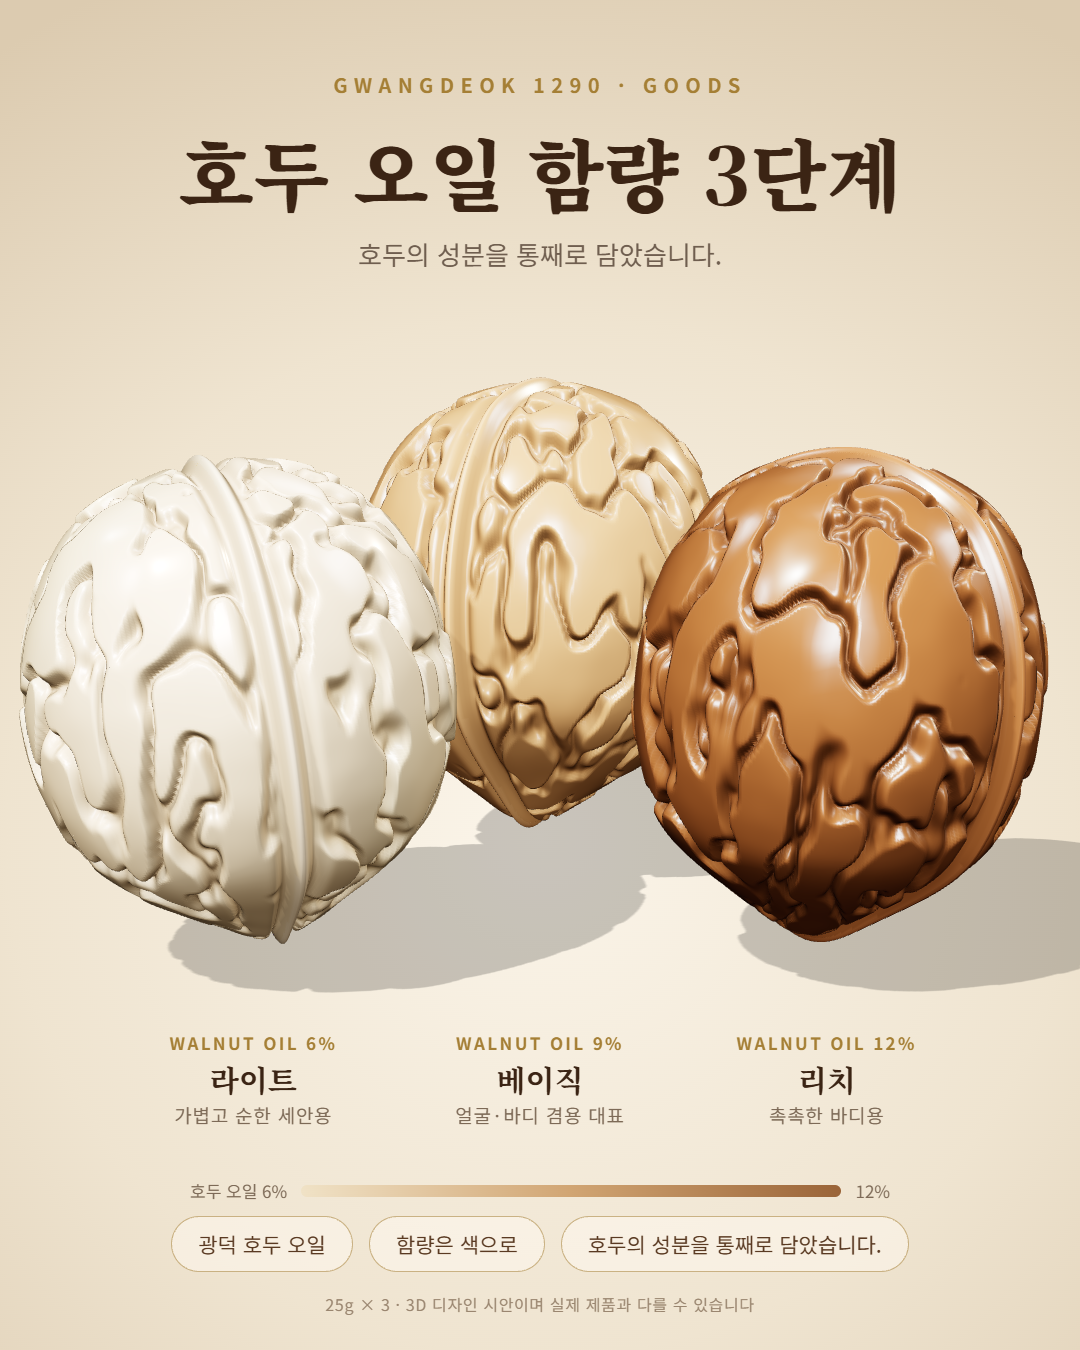 GWANGDEOK 1290 · GOODS
호두 오일 함량 3단계
호두의 성분을 통째로 담았습니다.
WALNUT OIL 6%
라이트
가볍고 순한 세안용
WALNUT OIL 9%
베이직
얼굴·바디 겸용 대표
WALNUT OIL 12%
리치
촉촉한 바디용
호두 오일 6% 12%
광덕 호두 오일
함량은 색으로
호두의 성분을 통째로 담았습니다.
25g × 3 · 3D 디자인 시안이며 실제 제품과 다를 수 있습니다